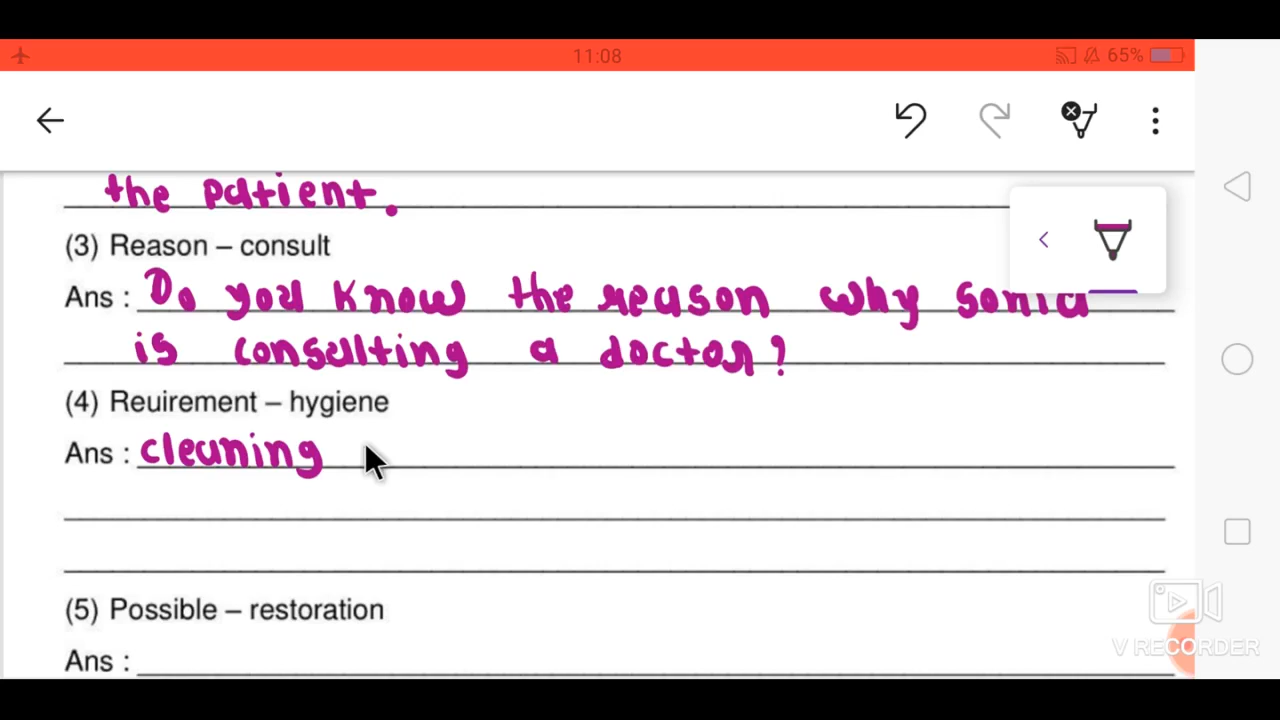 11:08
65%
the patient.
(3) Reason – consult
Ans : Do you know the reason why sonia
is consulting a doctor?
(4) Reuirement – hygiene
Ans : cleaning
(5) Possible – restoration
Ans :
V RECORDER